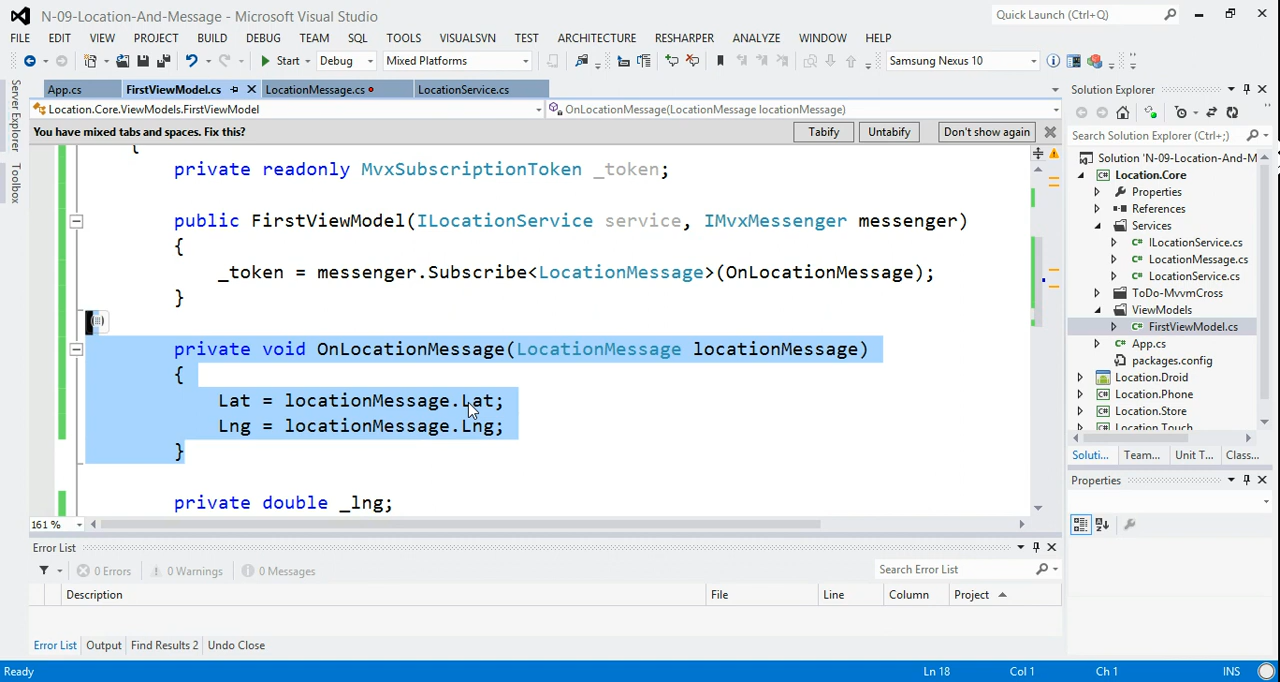 N-09-Location-And-Message - Microsoft Visual Studio
Quick Launch (Ctrl+Q)
FILE EDIT VIEW PROJECT BUILD DEBUG TEAM SQL TOOLS VISUALSVN TEST ARCHITECTURE RESHARPER ANALYZE WINDOW HELP
Start Debug Mixed Platforms Samsung Nexus 10
App.cs FirstViewModel.cs LocationMessage.cs LocationService.cs
Location.Core.ViewModels.FirstViewModel OnLocationMessage(LocationMessage locationMessage)
You have mixed tabs and spaces. Fix this? Tabify Untabify Don't show again
Server Explorer
Toolbox
{
private readonly MvxSubscriptionToken _token;
public FirstViewModel(ILocationService service, IMvxMessenger messenger)
{
_token = messenger.Subscribe<LocationMessage>(OnLocationMessage);
}
private void OnLocationMessage(LocationMessage locationMessage)
{
Lat = locationMessage.Lat;
Lng = locationMessage.Lng;
}
private double _lng;
161 %
Solution Explorer
Search Solution Explorer (Ctrl+;)
Solution 'N-09-Location-And-M
Location.Core
Properties
References
Services
ILocationService.cs
LocationMessage.cs
LocationService.cs
ToDo-MvvmCross
ViewModels
FirstViewModel.cs
App.cs
packages.config
Location.Droid
Location.Phone
Location.Store
Location.Touch
Soluti... Team... Unit T... Class...
Properties
Error List
0 Errors 0 Warnings 0 Messages
Search Error List
Description File Line Column Project
Error List Output Find Results 2 Undo Close
Ready Ln 18 Col 1 Ch 1 INS